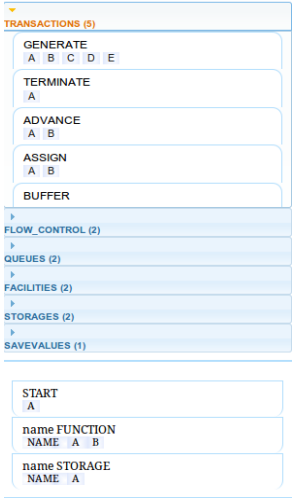 TRANSACTIONS (5)
GENERATE
A B C D E
TERMINATE
A
ADVANCE
A B
ASSIGN
A B
BUFFER
FLOW_CONTROL (2)
QUEUES (2)
FACILITIES (2)
STORAGES (2)
SAVEVALUES (1)
START
A
name FUNCTION
NAME A B
name STORAGE
NAME A